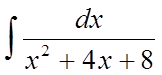 ∫ dx / (x² + 4x + 8)